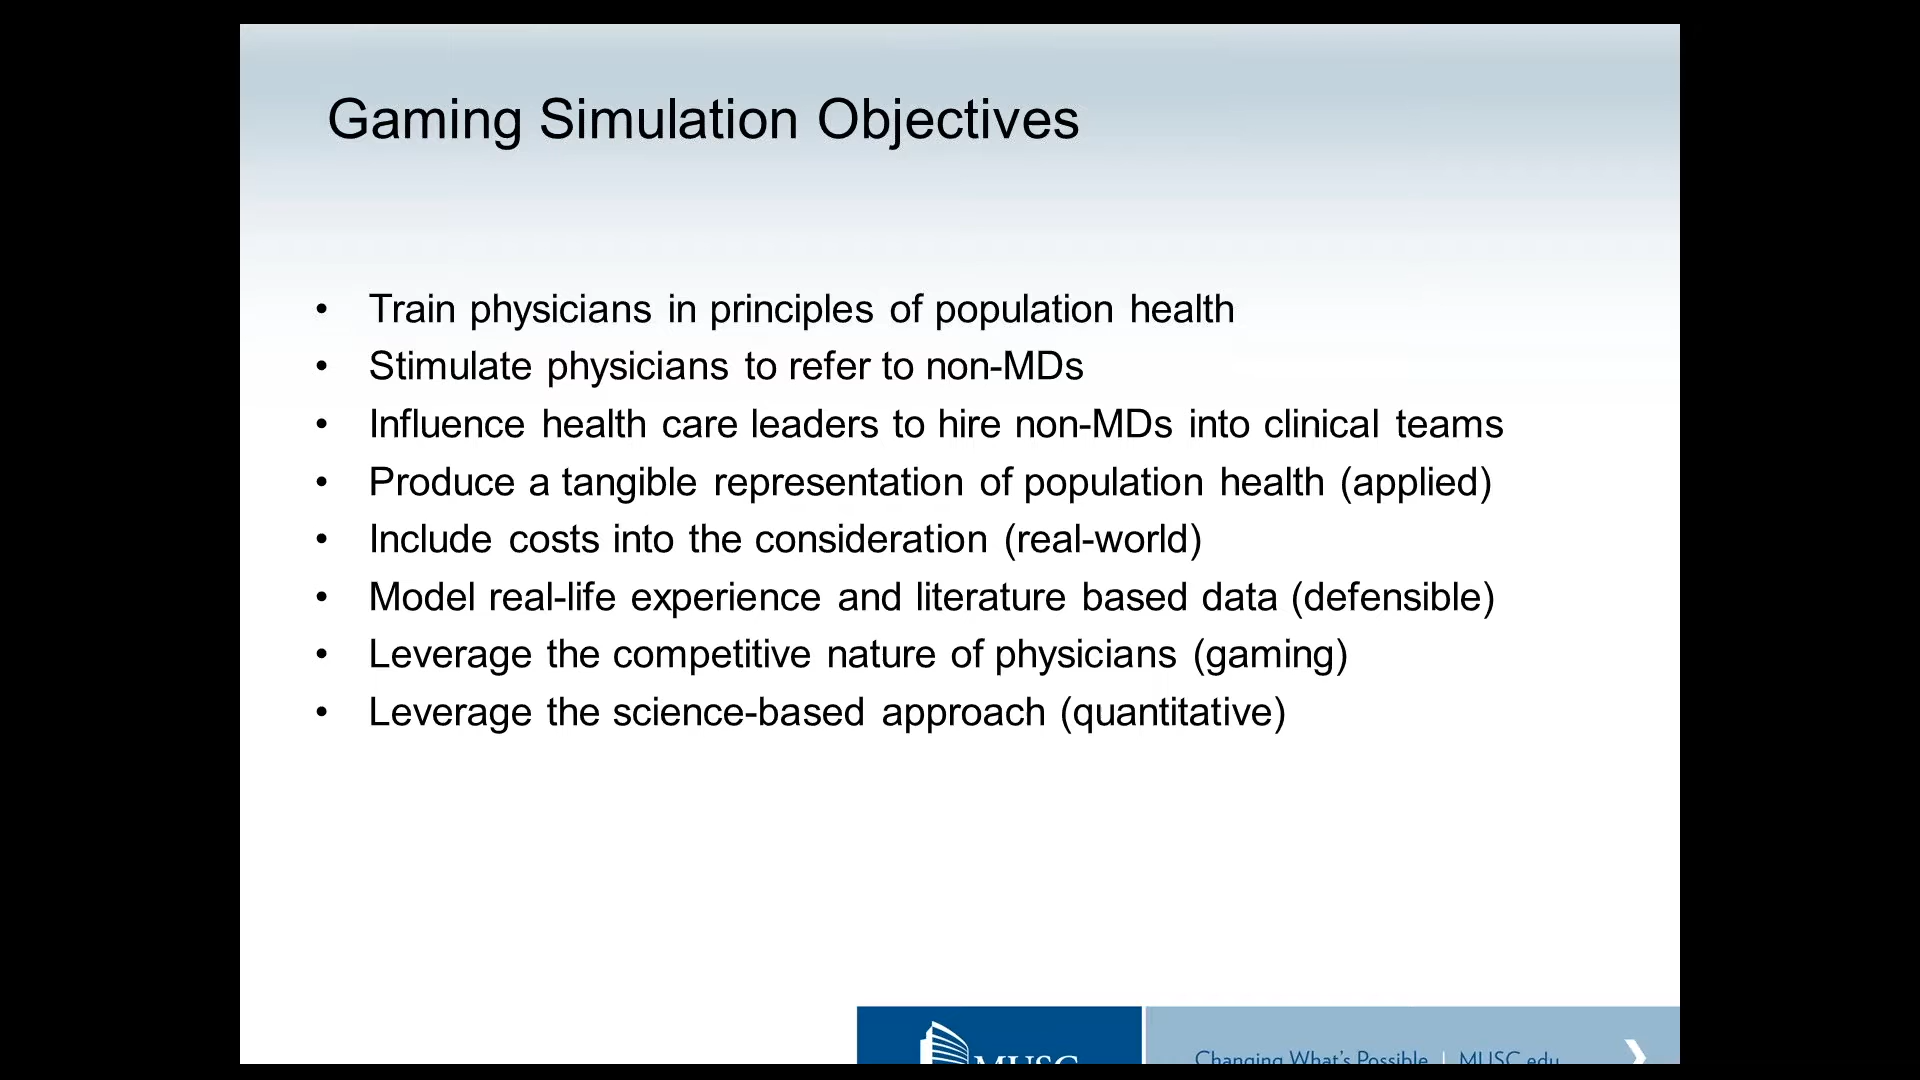 Gaming Simulation Objectives
• Train physicians in principles of population health
• Stimulate physicians to refer to non-MDs
• Influence health care leaders to hire non-MDs into clinical teams
• Produce a tangible representation of population health (applied)
• Include costs into the consideration (real-world)
• Model real-life experience and literature based data (defensible)
• Leverage the competitive nature of physicians (gaming)
• Leverage the science-based approach (quantitative)
MUSC
Changing What's Possible | MUSC.edu